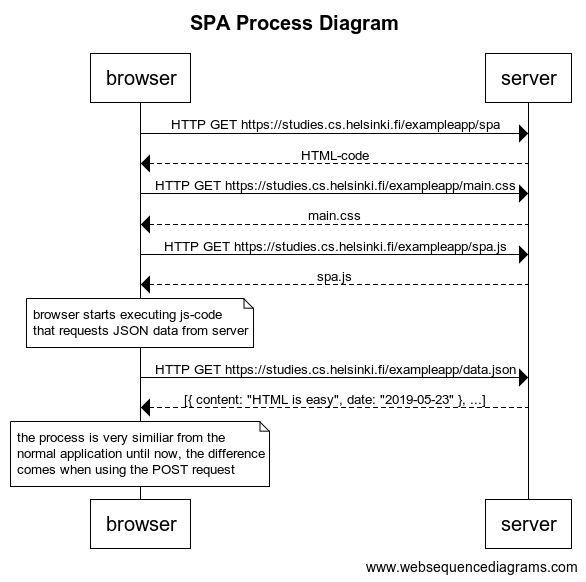 SPA Process Diagram
browser
server
HTTP GET https://studies.cs.helsinki.fi/exampleapp/spa
HTML-code
HTTP GET https://studies.cs.helsinki.fi/exampleapp/main.css
main.css
HTTP GET https://studies.cs.helsinki.fi/exampleapp/spa.js
spa.js
browser starts executing js-code
that requests JSON data from server
HTTP GET https://studies.cs.helsinki.fi/exampleapp/data.json
[{ content: "HTML is easy", date: "2019-05-23" }, ...]
the process is very similiar from the
normal application until now, the difference
comes when using the POST request
browser
server
www.websequencediagrams.com